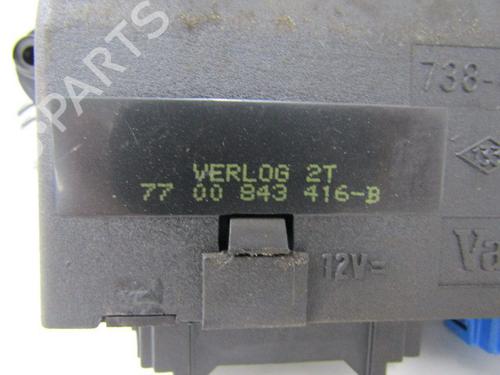 738-
VERLOG 2T
77 00 843 416-B
12V=
Va
B-PARTS